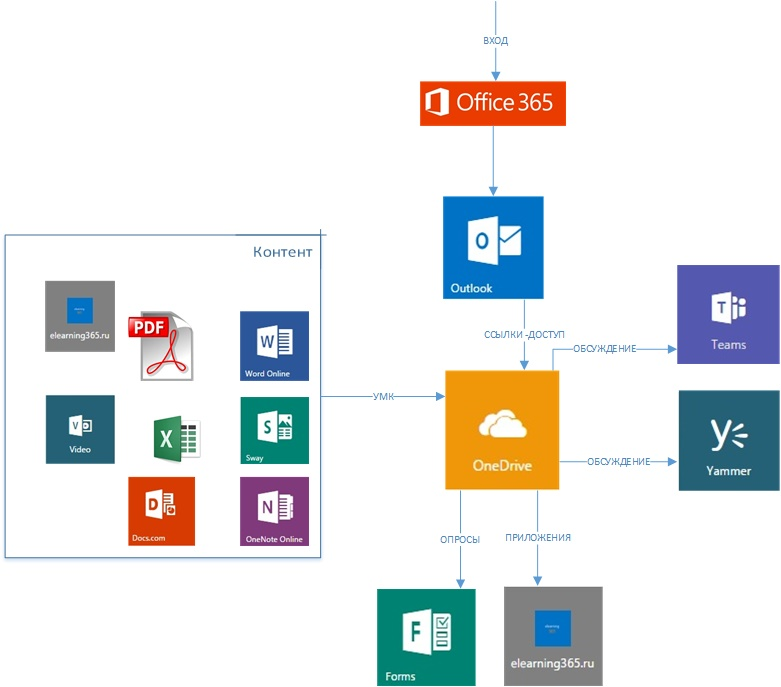 ВХОД
Office 365
Outlook
ССЫЛКИ -ДОСТУП
Контент
elearning365.ru
PDF
Word Online
Video
Sway
Docs.com
OneNote Online
УМК
OneDrive
ОБСУЖДЕНИЕ
Teams
ОБСУЖДЕНИЕ
Yammer
ОПРОСЫ
ПРИЛОЖЕНИЯ
Forms
elearning365.ru